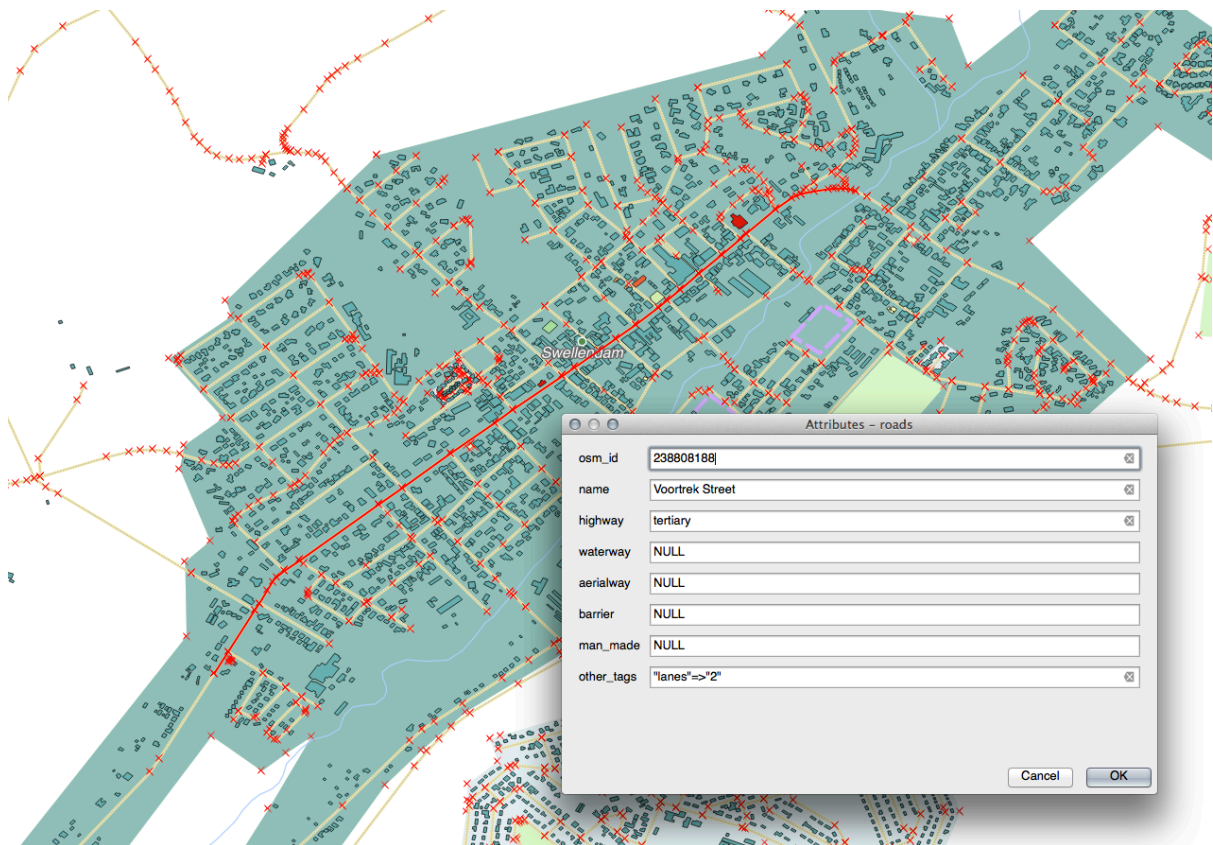 Swellendam
Attributes – roads
osm_id 238808188
name Voortrek Street
highway tertiary
waterway NULL
aerialway NULL
barrier NULL
man_made NULL
other_tags "lanes"=>"2"
Cancel OK